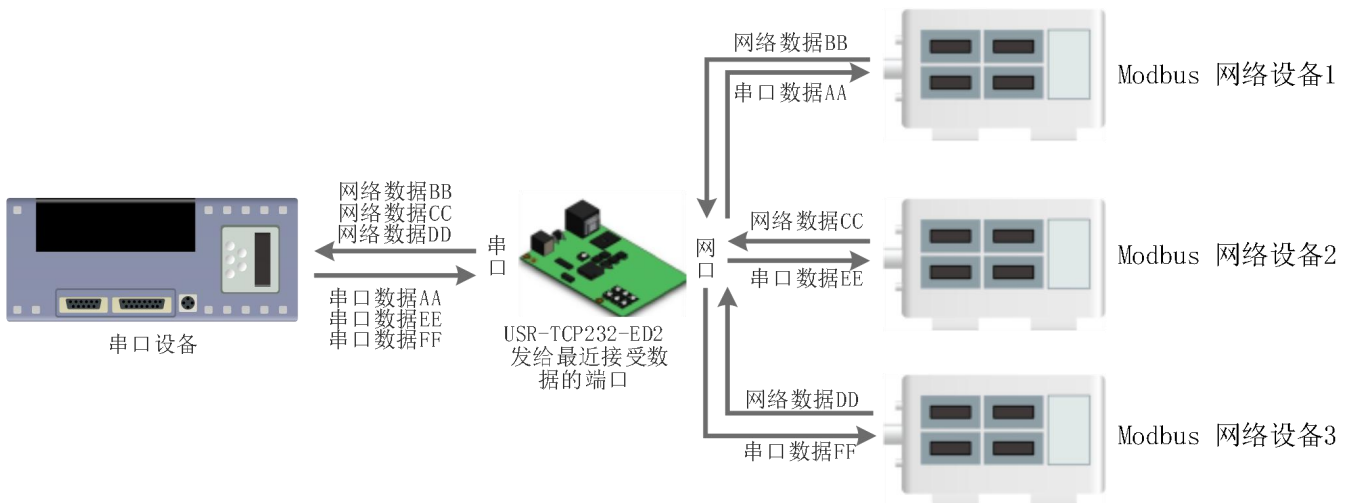 网络数据BB
串口数据AA
Modbus 网络设备1
网络数据BB
网络数据CC
网络数据DD
串口数据AA
串口数据EE
串口数据FF
串口设备
串口
USR-TCP232-ED2
发给最近接受数
据的端口
网口
网络数据CC
串口数据EE
Modbus 网络设备2
网络数据DD
串口数据FF
Modbus 网络设备3